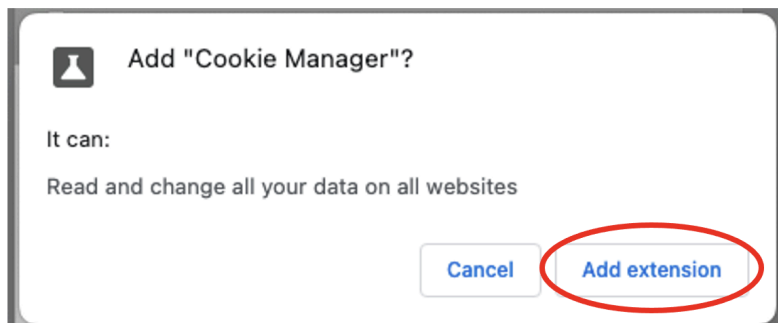 Add "Cookie Manager"?
It can:
Read and change all your data on all websites
Cancel
Add extension